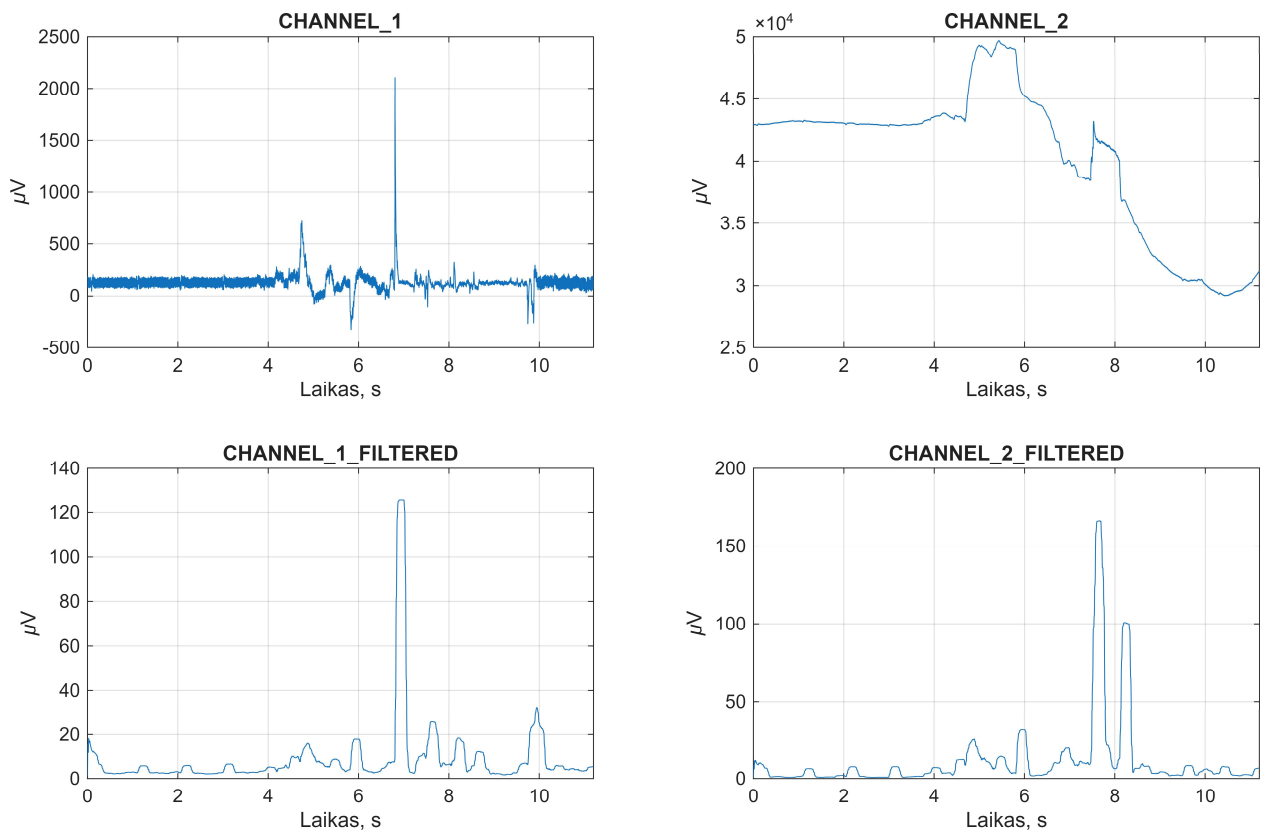 CHANNEL_1
2500
2000
1500
1000
500
0
-500
µV
0 2 4 6 8 10
Laikas, s
CHANNEL_2
×10⁴
5
4.5
4
3.5
3
2.5
µV
0 2 4 6 8 10
Laikas, s
CHANNEL_1_FILTERED
140
120
100
80
60
40
20
0
µV
0 2 4 6 8 10
Laikas, s
CHANNEL_2_FILTERED
200
150
100
50
0
µV
0 2 4 6 8 10
Laikas, s